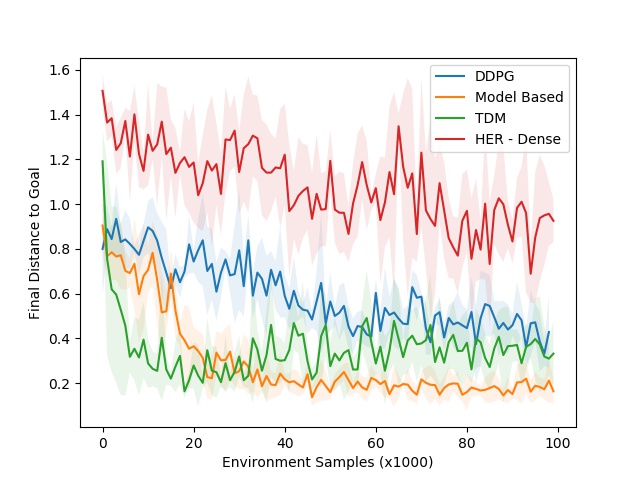 1.6
1.4
1.2
1.0
0.8
0.6
0.4
0.2
Final Distance to Goal
DDPG
Model Based
TDM
HER - Dense
0 20 40 60 80 100
Environment Samples (x1000)